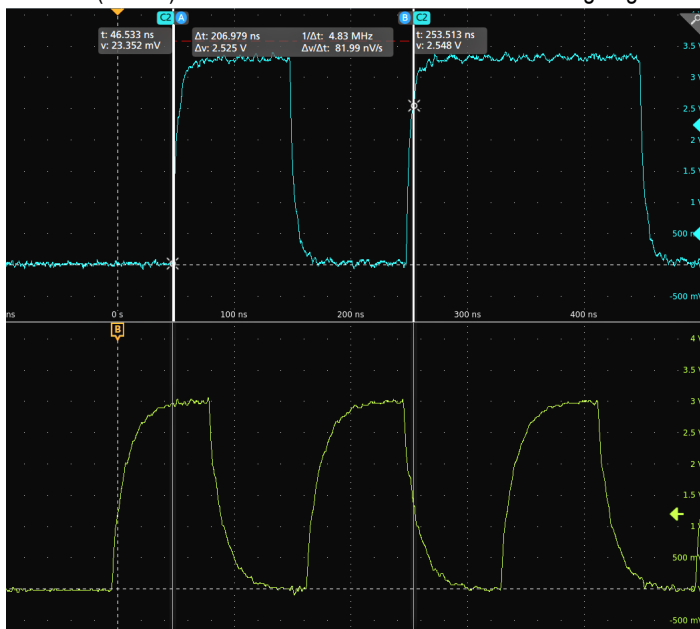 C2 A B C2
t: 46.533 ns
v: 23.352 mV
Δt: 206.979 ns 1/Δt: 4.83 MHz
Δv: 2.525 V Δv/Δt: 81.99 nV/s
t: 253.513 ns
v: 2.548 V
3.5 V
3 V
2.5 V
2 V
1.5 V
1 V
500 m
-500 mV
ns 0 s 100 ns 200 ns 300 ns 400 ns
B
4 V
3.5 V
3 V
2.5 V
2 V
1.5 V
1 V
500 m
-500 m